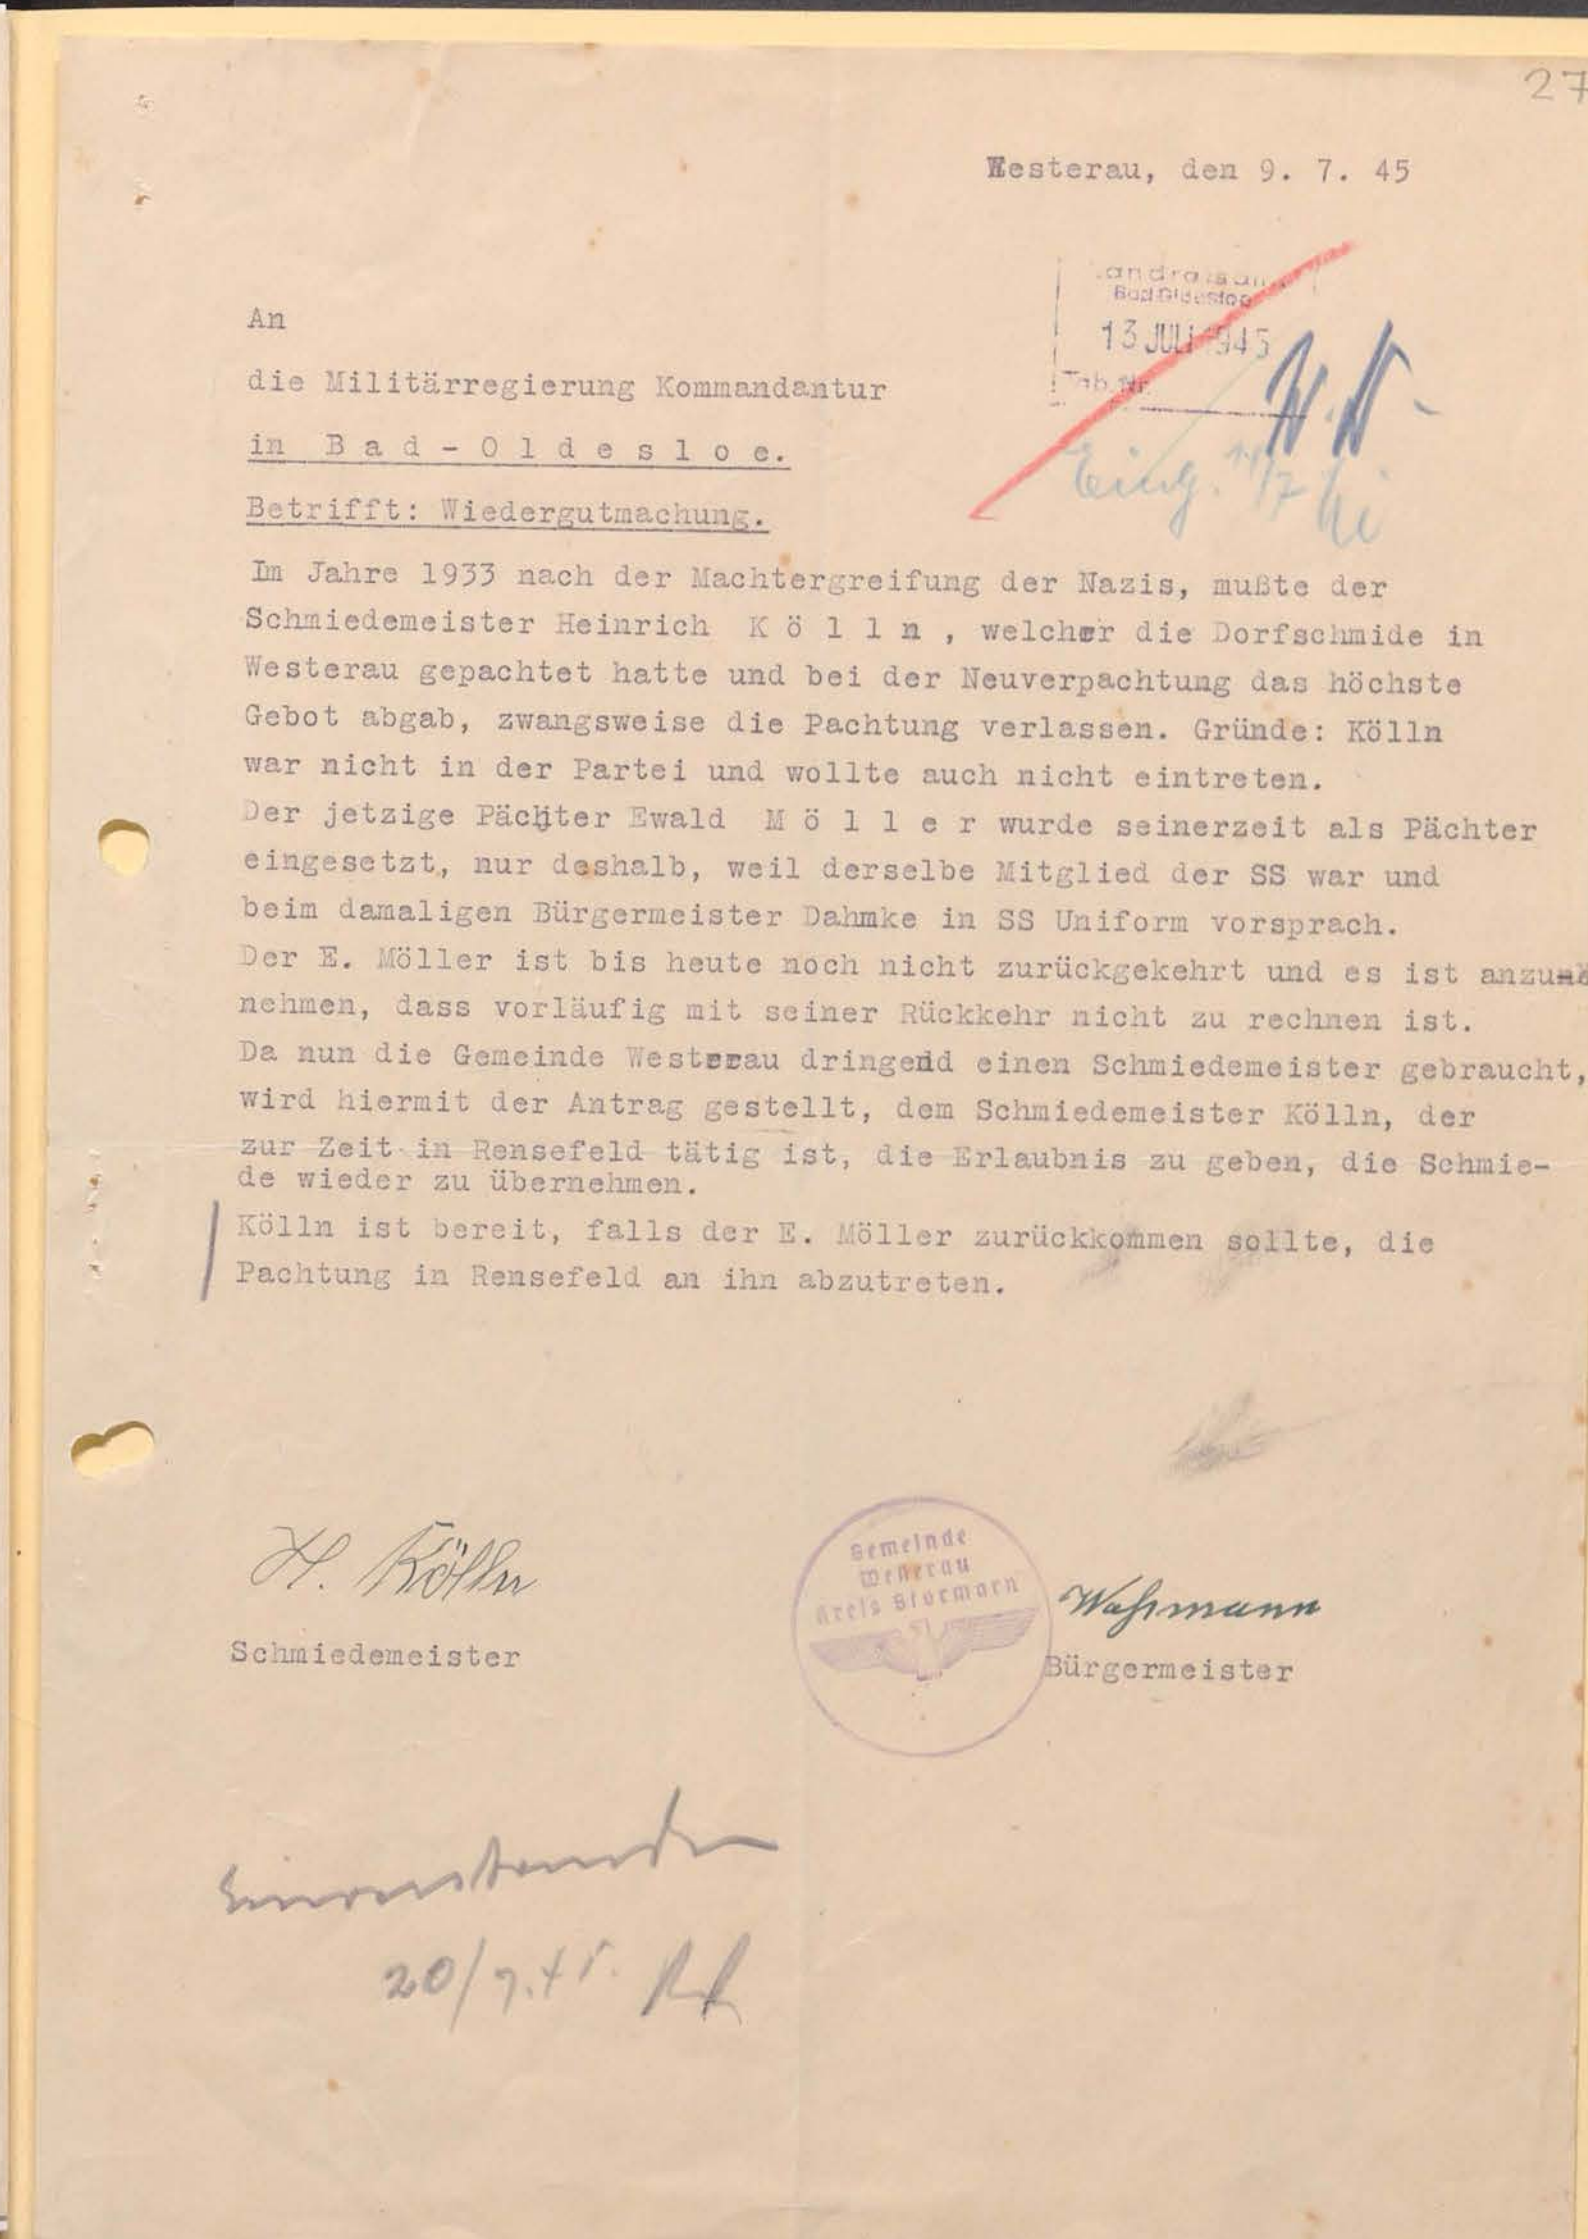 27
Westerau, den 9. 7. 45
Landratsamt
Bad Oldesloe
13 JULI 1945
Tgb. Nr.
Eing. 14/7
An
die Militärregierung Kommandantur
in Bad-Oldesloe.
Betrifft: Wiedergutmachung.
Im Jahre 1933 nach der Machtergreifung der Nazis, mußte der
Schmiedemeister Heinrich Kölln, welcher die Dorfschmide in
Westerau gepachtet hatte und bei der Neuverpachtung das höchste
Gebot abgab, zwangsweise die Pachtung verlassen. Gründe: Kölln
war nicht in der Partei und wollte auch nicht eintreten.
Der jetzige Pächter Ewald Möller wurde seinerzeit als Pächter
eingesetzt, nur deshalb, weil derselbe Mitglied der SS war und
beim damaligen Bürgermeister Dahmke in SS Uniform vorsprach.
Der E. Möller ist bis heute noch nicht zurückgekehrt und es ist anzu
nehmen, dass vorläufig mit seiner Rückkehr nicht zu rechnen ist.
Da nun die Gemeinde Westerau dringend einen Schmiedemeister gebraucht,
wird hiermit der Antrag gestellt, dem Schmiedemeister Kölln, der
zur Zeit in Rensefeld tätig ist, die Erlaubnis zu geben, die Schmie-
de wieder zu übernehmen.
Kölln ist bereit, falls der E. Möller zurückkommen sollte, die
Pachtung in Rensefeld an ihn abzutreten.
H. Kölln
Schmiedemeister
Gemeinde
Westerau
Kreis Stormarn
Wahsmann
Bürgermeister
Einverstanden
20/7.45.